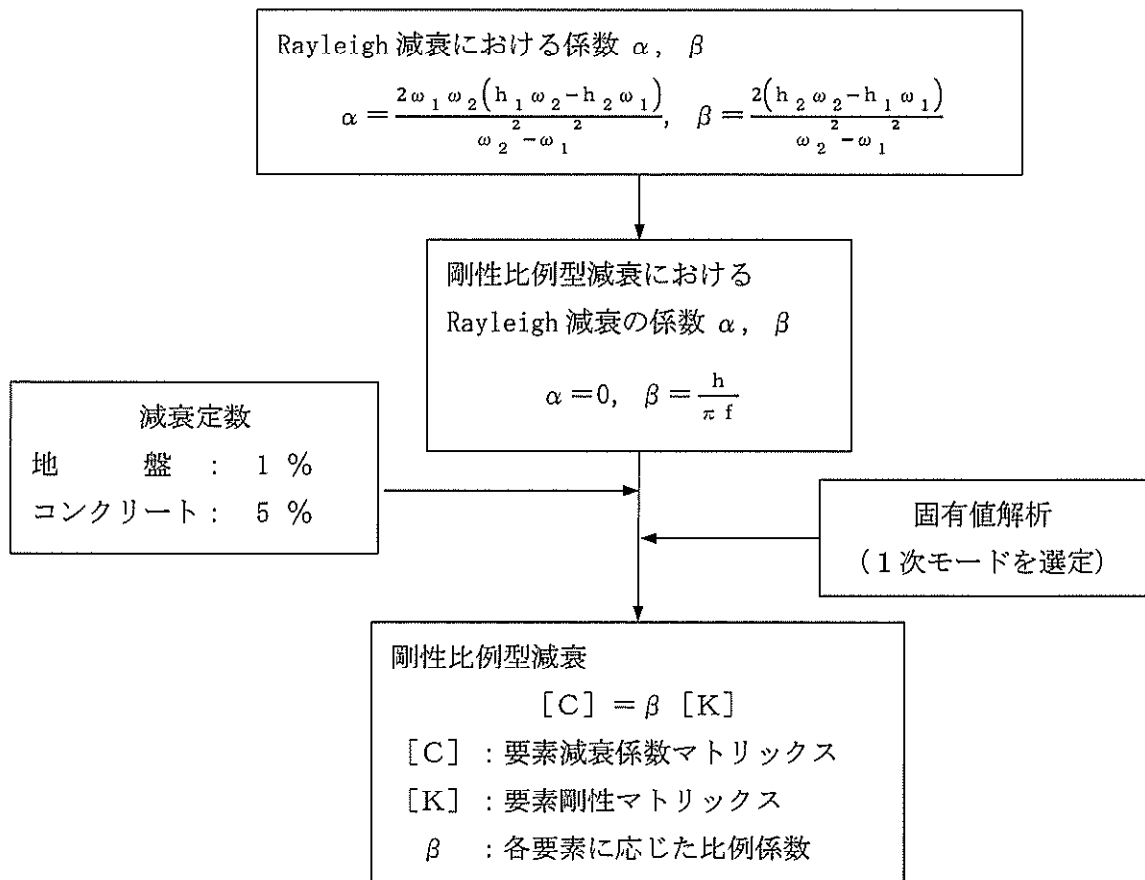 Rayleigh 減衰における係数 α, β
α=2ω₁ω₂(h₁ω₂-h₂ω₁)/(ω₂²-ω₁²), β=2(h₂ω₂-h₁ω₁)/(ω₂²-ω₁²)
剛性比例型減衰における
Rayleigh 減衰の係数 α, β
α=0, β=h/(π f)
減衰定数
地 盤 : 1 %
コンクリート : 5 %
固有値解析
(1次モードを選定)
剛性比例型減衰
[C]=β [K]
[C] :要素減衰係数マトリックス
[K] :要素剛性マトリックス
β :各要素に応じた比例係数